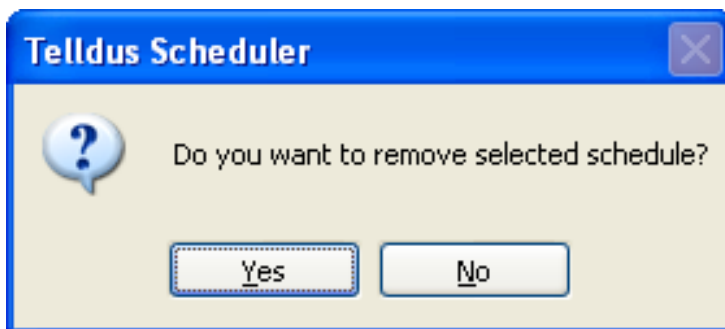 Telldus Scheduler
Do you want to remove selected schedule?
Yes No